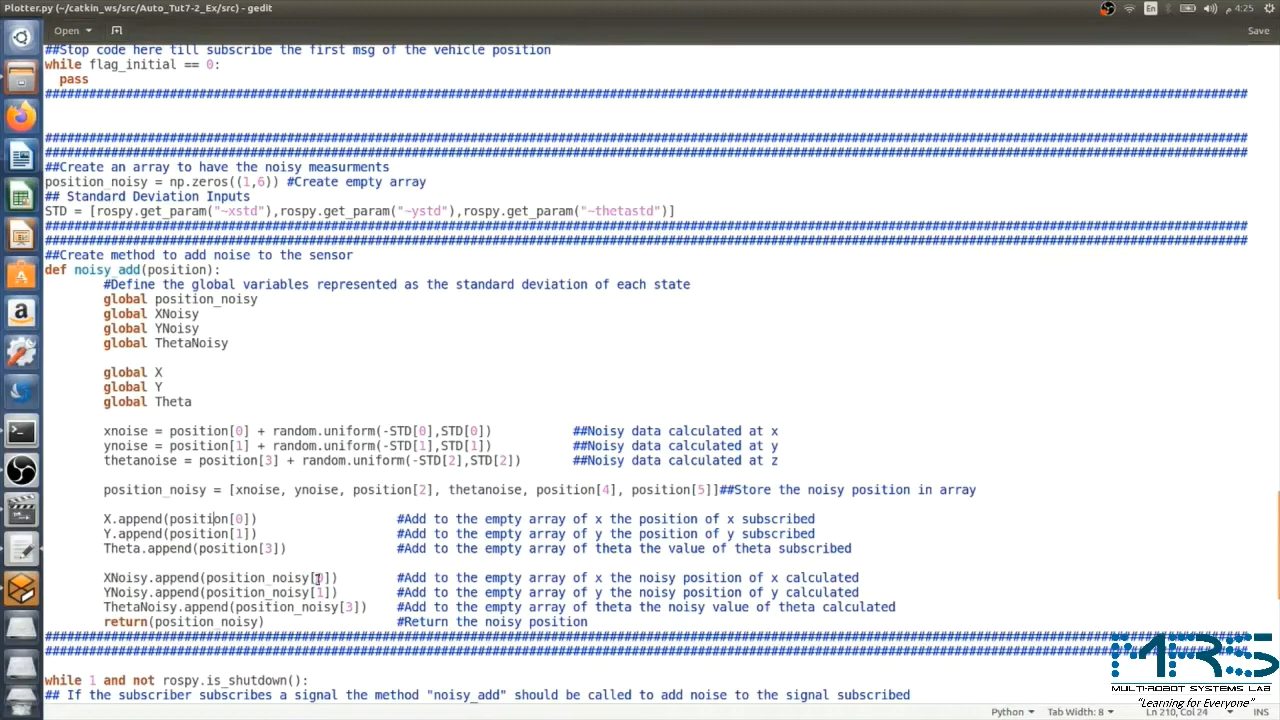 Plotter.py (~/catkin_ws/src/Auto_Tut7-2_Ex/src) - gedit
En
4:25 م
Open
Save
##Stop code here till subscribe the first msg of the vehicle position
while flag_initial == 0:
pass
##Create an array to have the noisy measurments
position_noisy = np.zeros((1,6)) #Create empty array
## Standard Deviation Inputs
STD = [rospy.get_param("~xstd"),rospy.get_param("~ystd"),rospy.get_param("~thetastd")]
##Create method to add noise to the sensor
def noisy_add(position):
#Define the global variables represented as the standard deviation of each state
global position_noisy
global XNoisy
global YNoisy
global ThetaNoisy
global X
global Y
global Theta
xnoise = position[0] + random.uniform(-STD[0],STD[0]) ##Noisy data calculated at x
ynoise = position[1] + random.uniform(-STD[1],STD[1]) ##Noisy data calculated at y
thetanoise = position[3] + random.uniform(-STD[2],STD[2]) ##Noisy data calculated at z
position_noisy = [xnoise, ynoise, position[2], thetanoise, position[4], position[5]]##Store the noisy position in array
X.append(position[0]) #Add to the empty array of x the position of x subscribed
Y.append(position[1]) #Add to the empty array of y the position of y subscribed
Theta.append(position[3]) #Add to the empty array of theta the value of theta subscribed
XNoisy.append(position_noisy[0]) #Add to the empty array of x the noisy position of x calculated
YNoisy.append(position_noisy[1]) #Add to the empty array of y the noisy position of y calculated
ThetaNoisy.append(position_noisy[3]) #Add to the empty array of theta the noisy value of theta calculated
return(position_noisy) #Return the noisy position
while 1 and not rospy.is_shutdown():
## If the subscriber subscribes a signal the method "noisy_add" should be called to add noise to the signal subscribed
MARS
MULTI-ROBOT SYSTEMS LAB
"Learning for Everyone"
Python
Tab Width: 8
Ln 210, Col 24
INS